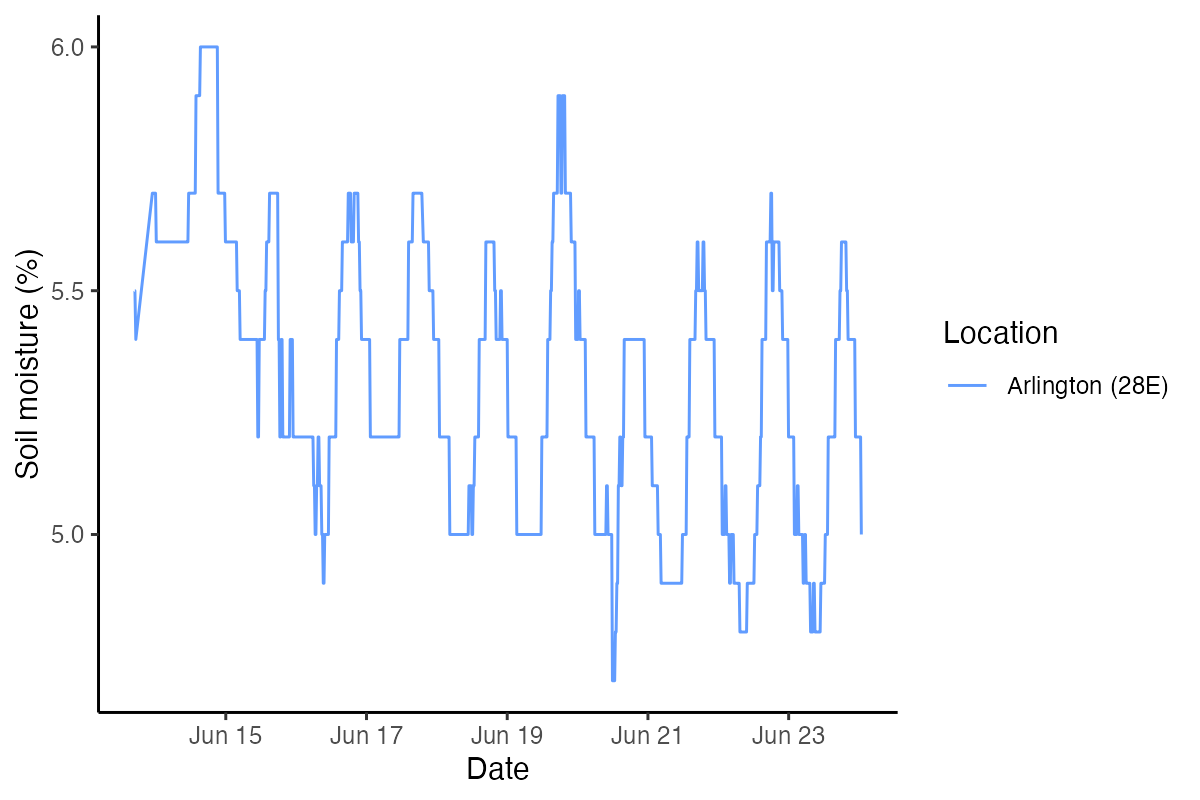 6.0
5.5
5.0
Soil moisture (%)
Jun 15
Jun 17
Jun 19
Jun 21
Jun 23
Date
Location
Arlington (28E)